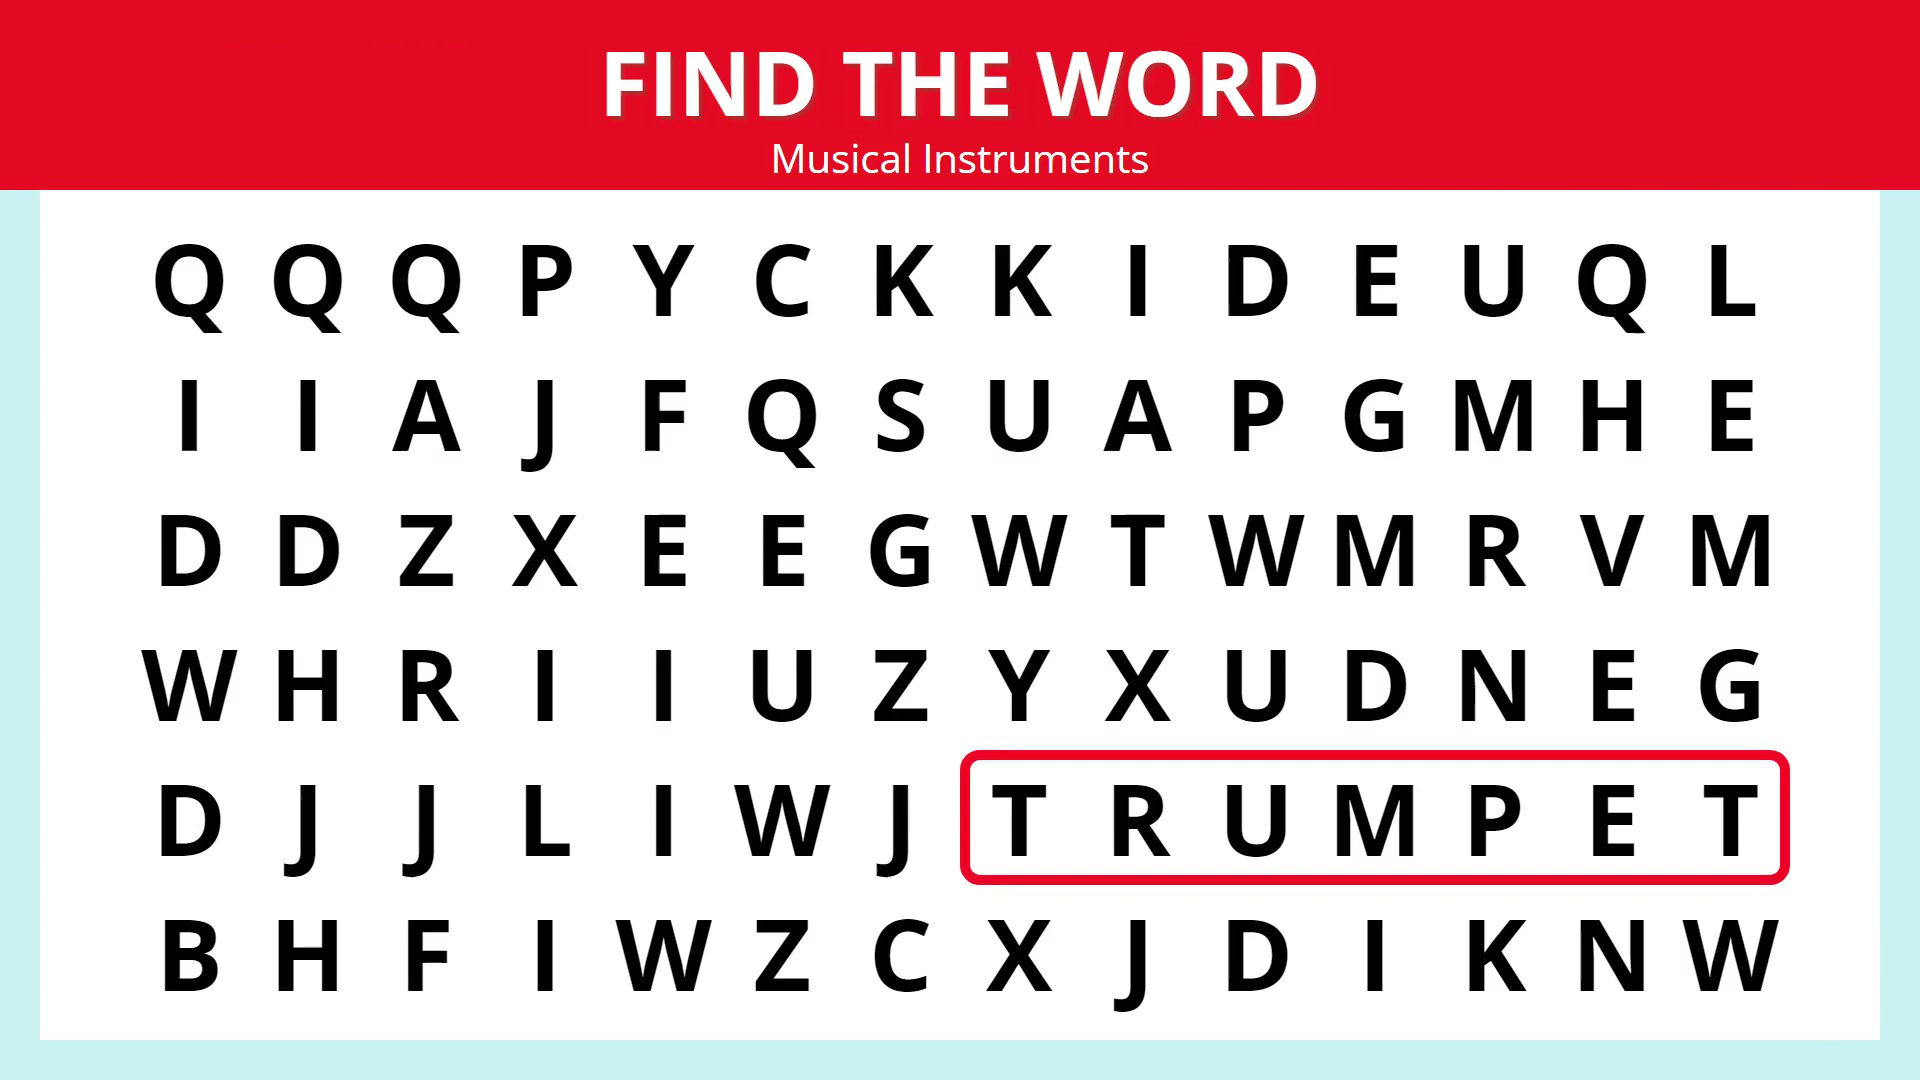 FIND THE WORD
Musical Instruments
Q Q Q P Y C K K I D E U Q L
I I A J F Q S U A P G M H E
D D Z X E E G W T W M R V M
W H R I I U Z Y X U D N E G
D J J L I W J T R U M P E T
B H F I W Z C X J D I K N W